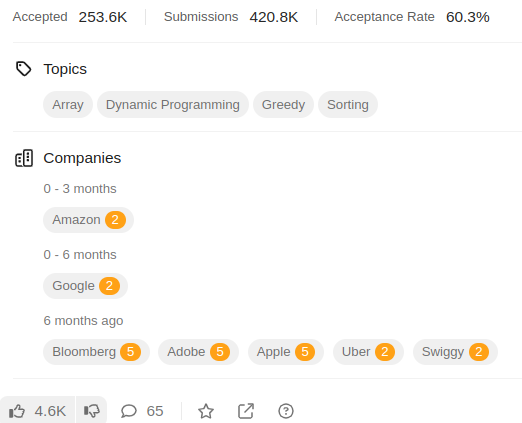 Accepted 253.6K Submissions 420.8K Acceptance Rate 60.3%
Topics
Array Dynamic Programming Greedy Sorting
Companies
0 - 3 months
Amazon 2
0 - 6 months
Google 2
6 months ago
Bloomberg 5 Adobe 5 Apple 5 Uber 2 Swiggy 2
4.6K 65